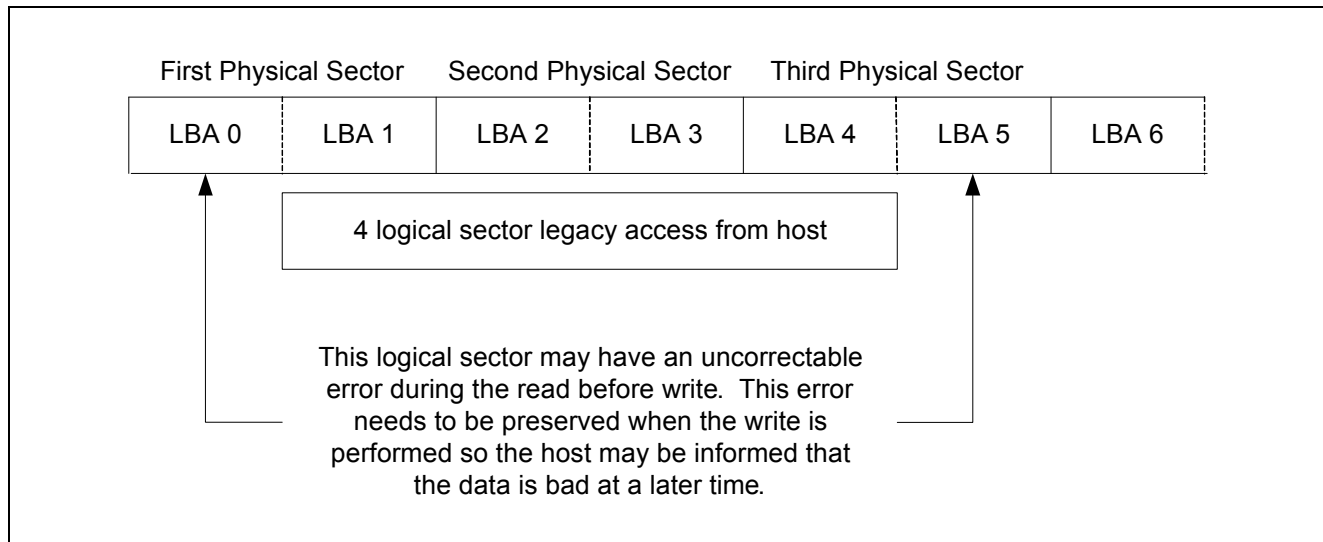 First Physical Sector Second Physical Sector Third Physical Sector
LBA 0 LBA 1 LBA 2 LBA 3 LBA 4 LBA 5 LBA 6
4 logical sector legacy access from host
This logical sector may have an uncorrectable
error during the read before write. This error
needs to be preserved when the write is
performed so the host may be informed that
the data is bad at a later time.